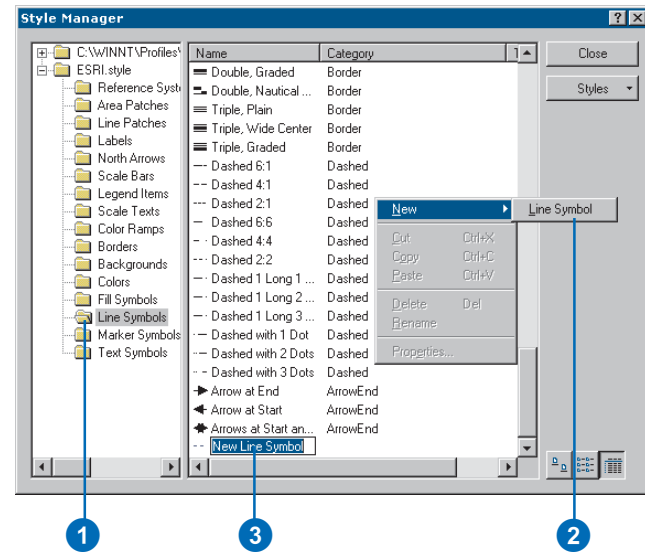 Style Manager
C:\WINNT\Profiles\
ESRI.style
Reference Syst
Area Patches
Line Patches
Labels
North Arrows
Scale Bars
Legend Items
Scale Texts
Color Ramps
Borders
Backgrounds
Colors
Fill Symbols
Line Symbols
Marker Symbols
Text Symbols
Name Category
Double, Graded Border
Double, Nautical ... Border
Triple, Plain Border
Triple, Wide Center Border
Triple, Graded Border
Dashed 6:1 Dashed
Dashed 4:1 Dashed
Dashed 2:1 Dashed
Dashed 6:6 Dashed
Dashed 4:4 Dashed
Dashed 2:2 Dashed
Dashed 1 Long 1 ... Dashed
Dashed 1 Long 2 ... Dashed
Dashed 1 Long 3 ... Dashed
Dashed with 1 Dot Dashed
Dashed with 2 Dots Dashed
Dashed with 3 Dots Dashed
Arrow at End ArrowEnd
Arrow at Start ArrowEnd
Arrows at Start an... ArrowEnd
New Line Symbol
New
Line Symbol
Cut Ctrl+X
Copy Ctrl+C
Paste Ctrl+V
Delete Del
Rename
Properties...
Close
Styles
1
3
2